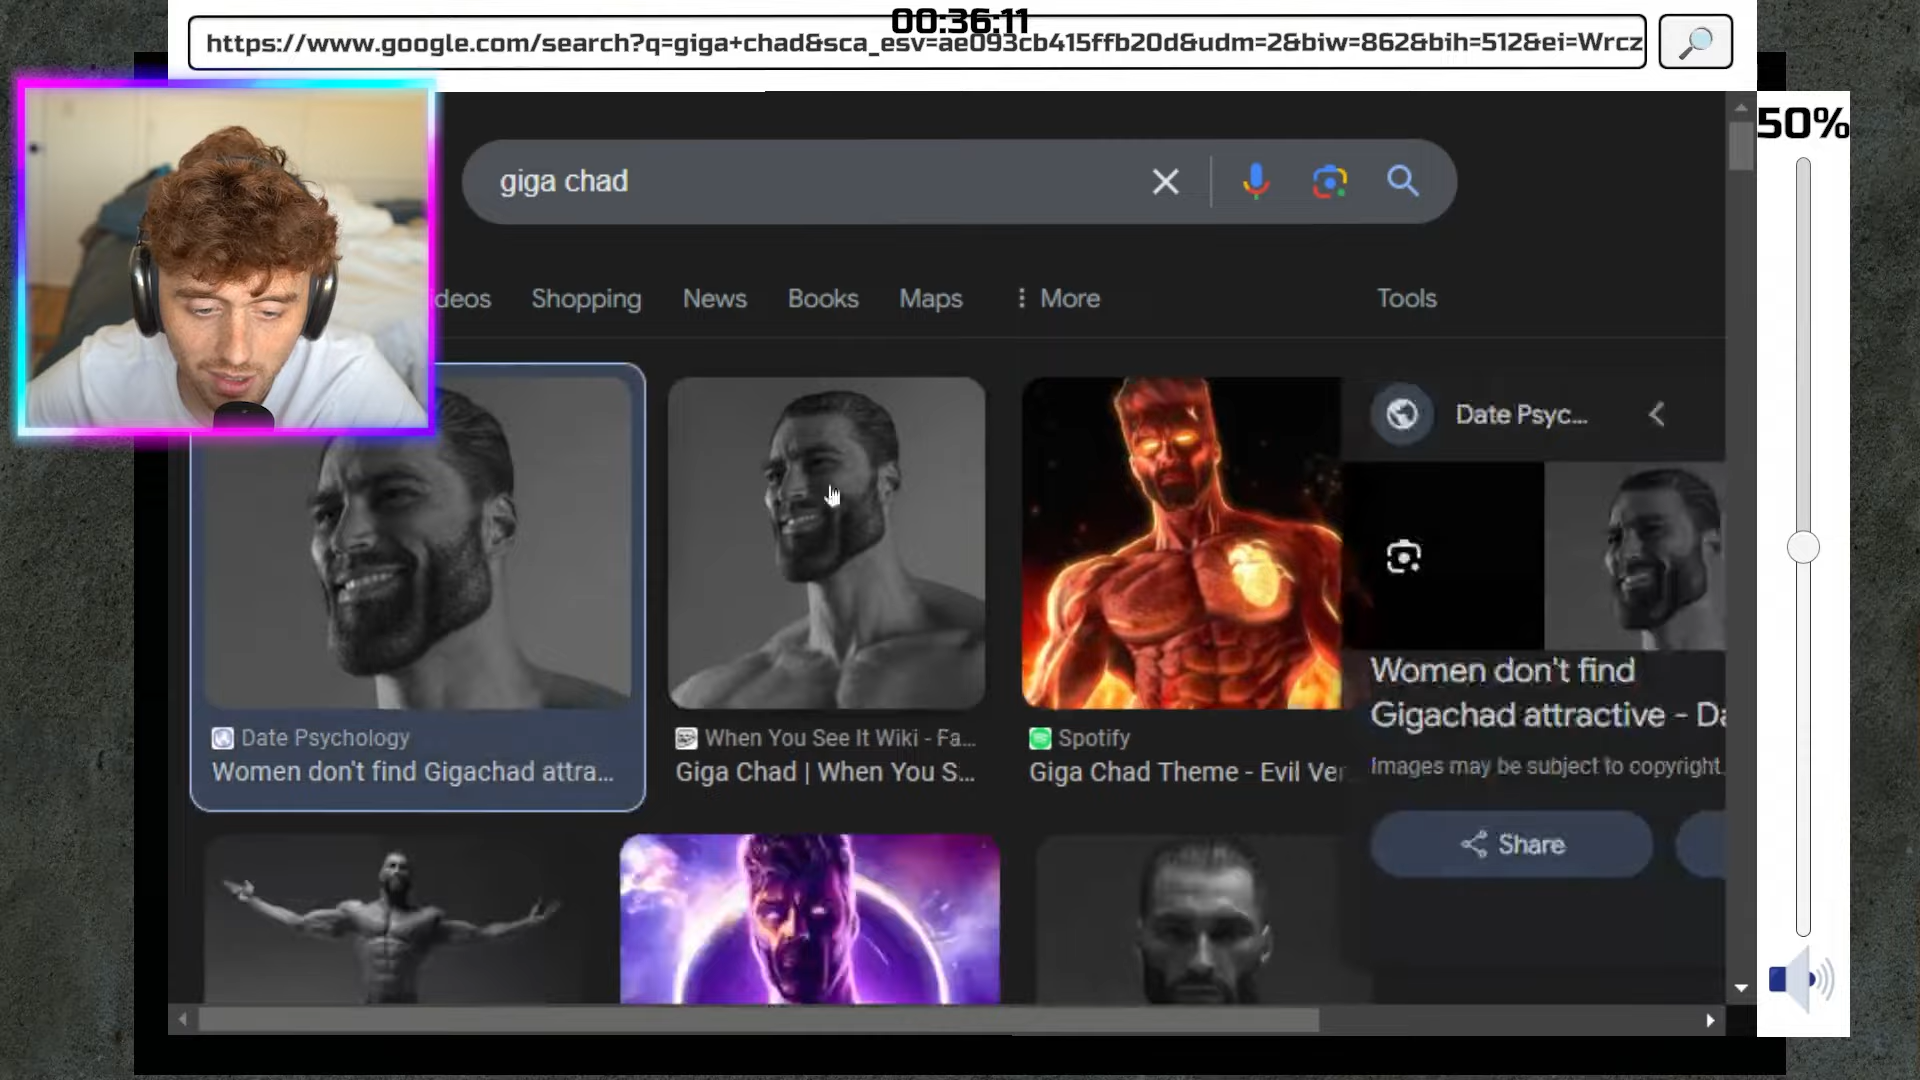 00:36:11
https://www.google.com/search?q=giga+chad&sca_esv=ae093cb415ffb20d&udm=2&biw=862&bih=512&ei=Wrcz
50%
giga chad
deos Shopping News Books Maps More Tools
Date Psyc...
Women don't find
Gigachad attractive - Da
Images may be subject to copyright.
Share
Date Psychology
Women don't find Gigachad attra...
When You See It Wiki - Fa...
Giga Chad | When You S...
Spotify
Giga Chad Theme - Evil Ver